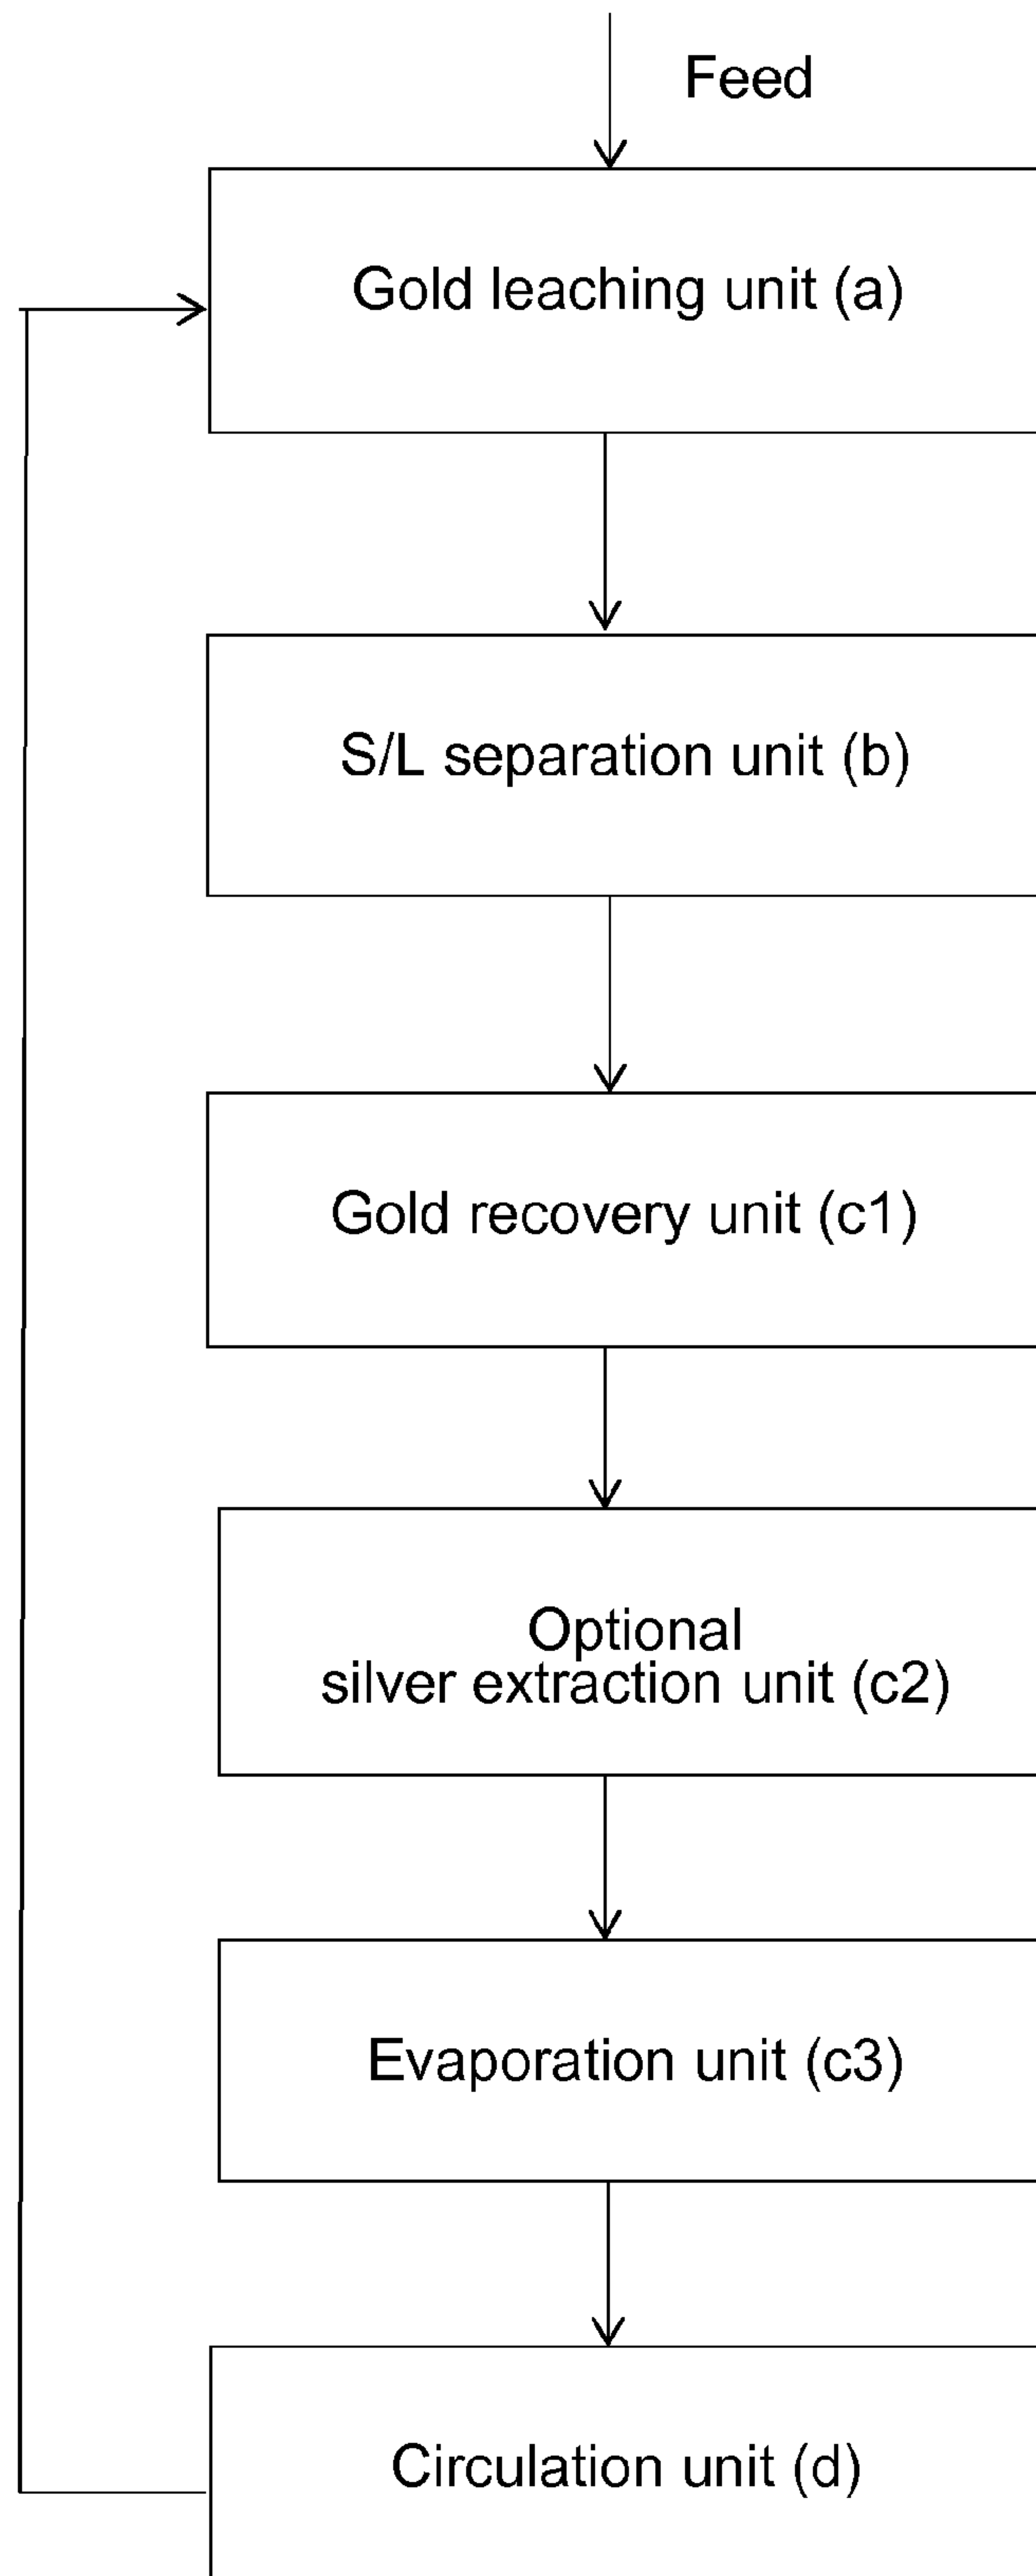 Feed
Gold leaching unit (a)
S/L separation unit (b)
Gold recovery unit (c1)
Optional
silver extraction unit (c2)
Evaporation unit (c3)
Circulation unit (d)